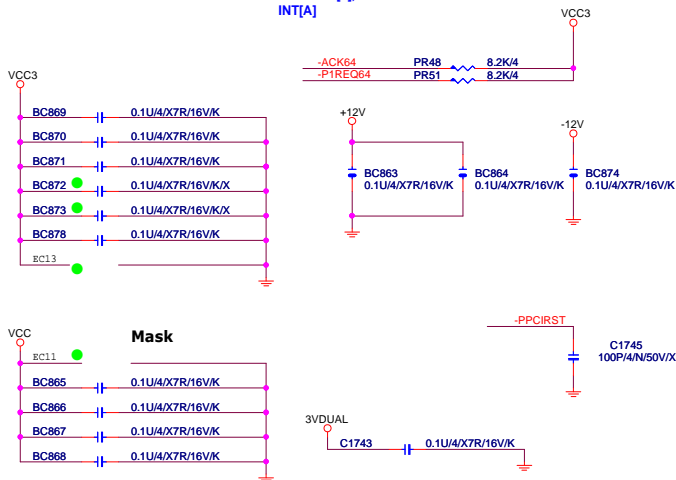 INT[A]
VCC3
-ACK64 PR48 8.2K/4
-P1REQ64 PR51 8.2K/4
VCC3
BC869 0.1U/4/X7R/16V/K
BC870 0.1U/4/X7R/16V/K
BC871 0.1U/4/X7R/16V/K
BC872 0.1U/4/X7R/16V/K/X
BC873 0.1U/4/X7R/16V/K/X
BC878 0.1U/4/X7R/16V/K
EC13
+12V
BC863
0.1U/4/X7R/16V/K
BC864
0.1U/4/X7R/16V/K
-12V
BC874
0.1U/4/X7R/16V/K
VCC
Mask
EC11
BC865 0.1U/4/X7R/16V/K
BC866 0.1U/4/X7R/16V/K
BC867 0.1U/4/X7R/16V/K
BC868 0.1U/4/X7R/16V/K
-PPCIRST
C1745
100P/4/N/50V/X
3VDUAL
C1743 0.1U/4/X7R/16V/K